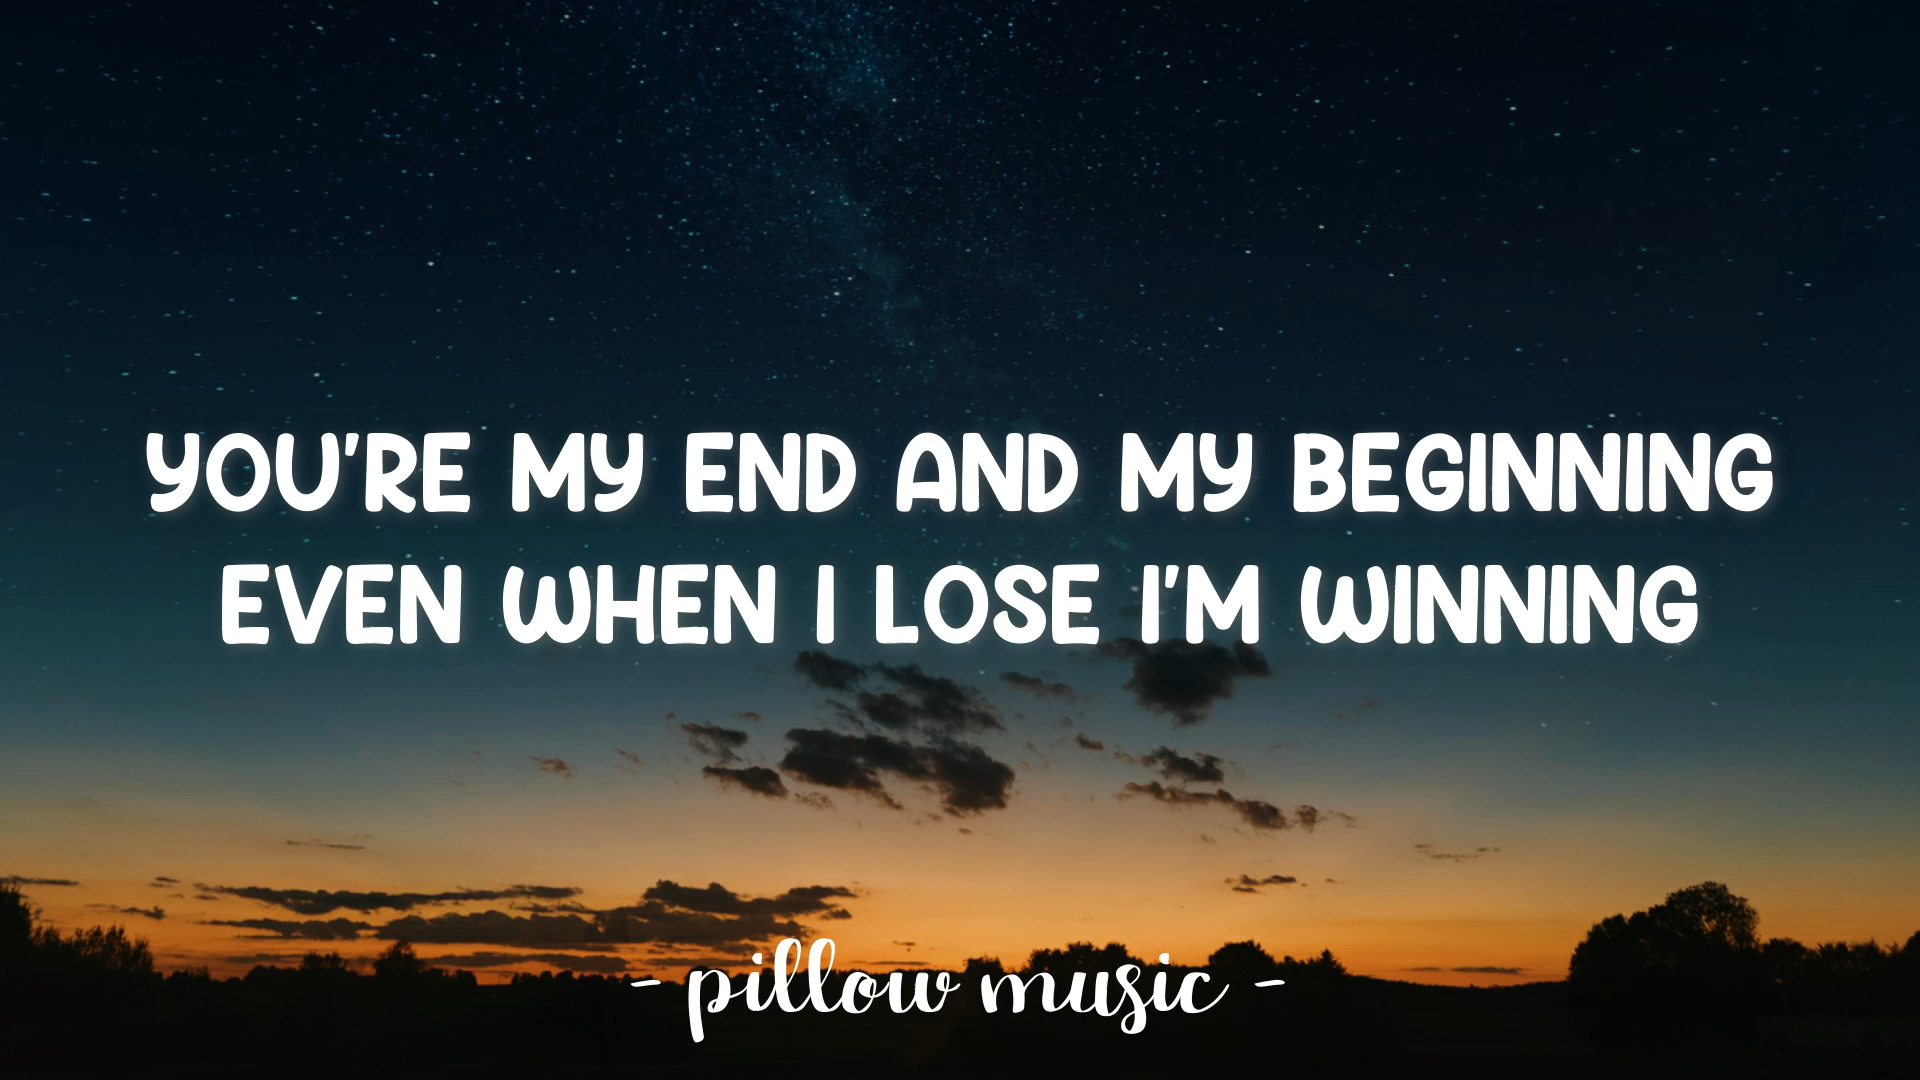 YOU'RE MY END AND MY BEGINNING
EVEN WHEN I LOSE I'M WINNING
- pillow music -